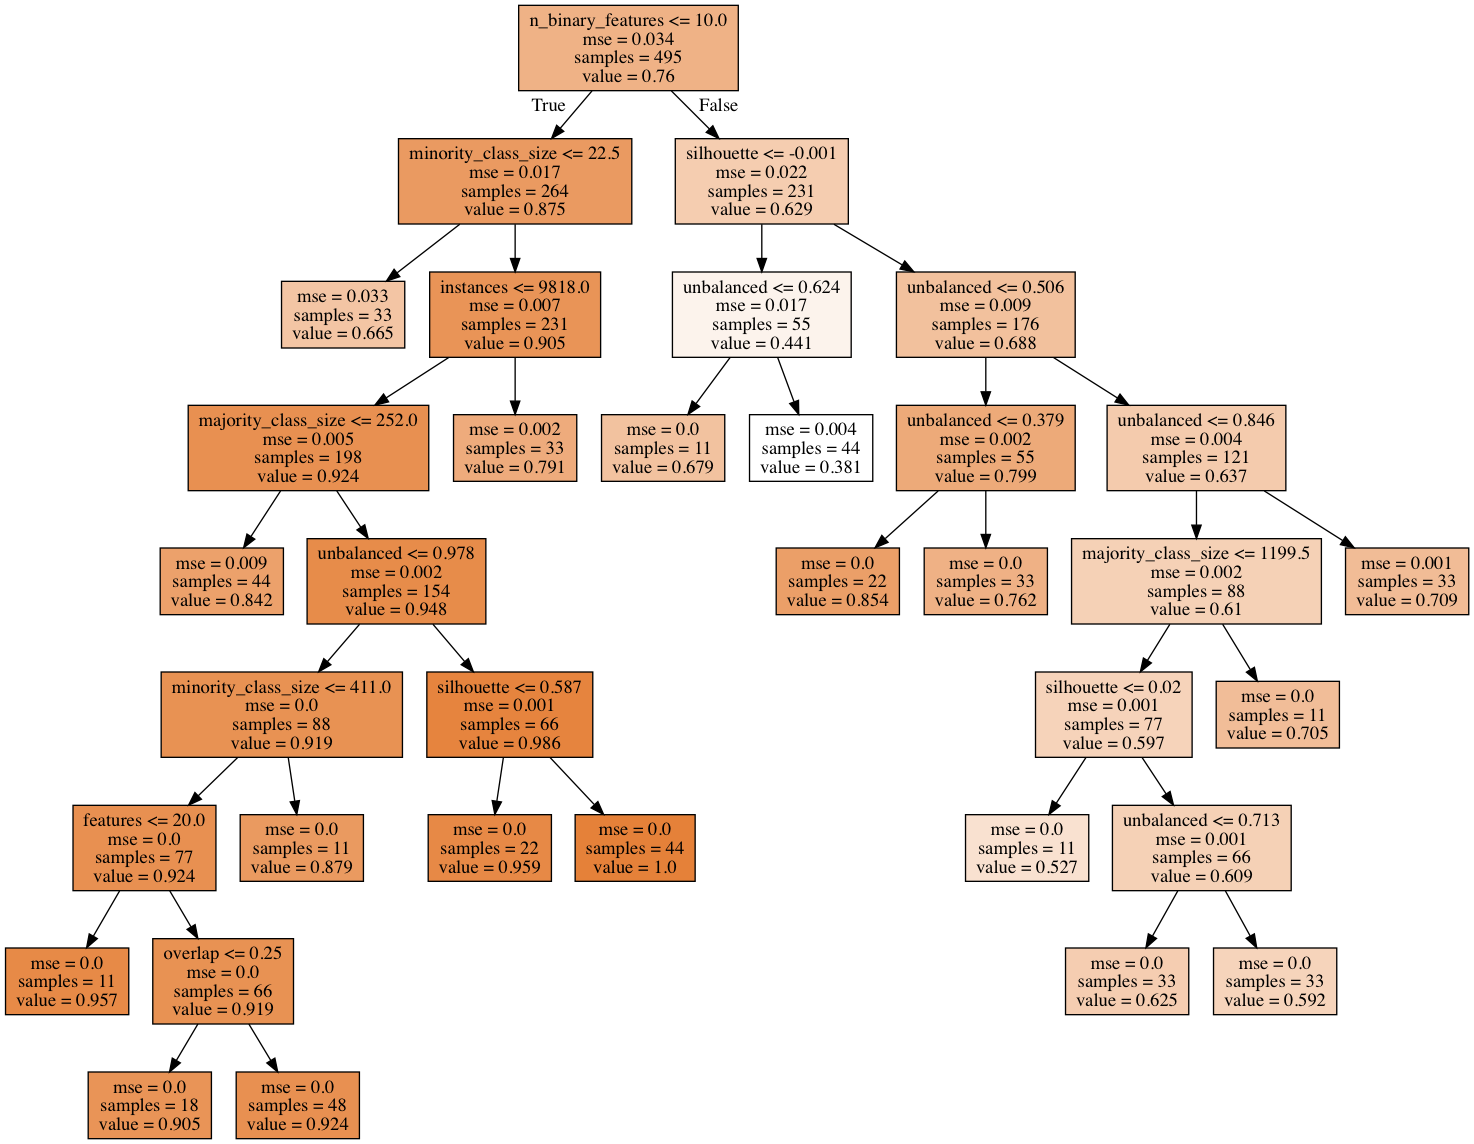 n_binary_features <= 10.0
mse = 0.034
samples = 495
value = 0.76
True
False
minority_class_size <= 22.5
mse = 0.017
samples = 264
value = 0.875
silhouette <= -0.001
mse = 0.022
samples = 231
value = 0.629
mse = 0.033
samples = 33
value = 0.665
instances <= 9818.0
mse = 0.007
samples = 231
value = 0.905
unbalanced <= 0.624
mse = 0.017
samples = 55
value = 0.441
unbalanced <= 0.506
mse = 0.009
samples = 176
value = 0.688
majority_class_size <= 252.0
mse = 0.005
samples = 198
value = 0.924
mse = 0.002
samples = 33
value = 0.791
mse = 0.0
samples = 11
value = 0.679
mse = 0.004
samples = 44
value = 0.381
unbalanced <= 0.379
mse = 0.002
samples = 55
value = 0.799
unbalanced <= 0.846
mse = 0.004
samples = 121
value = 0.637
mse = 0.009
samples = 44
value = 0.842
unbalanced <= 0.978
mse = 0.002
samples = 154
value = 0.948
mse = 0.0
samples = 22
value = 0.854
mse = 0.0
samples = 33
value = 0.762
majority_class_size <= 1199.5
mse = 0.002
samples = 88
value = 0.61
mse = 0.001
samples = 33
value = 0.709
minority_class_size <= 411.0
mse = 0.0
samples = 88
value = 0.919
silhouette <= 0.587
mse = 0.001
samples = 66
value = 0.986
silhouette <= 0.02
mse = 0.001
samples = 77
value = 0.597
mse = 0.0
samples = 11
value = 0.705
features <= 20.0
mse = 0.0
samples = 77
value = 0.924
mse = 0.0
samples = 11
value = 0.879
mse = 0.0
samples = 22
value = 0.959
mse = 0.0
samples = 44
value = 1.0
mse = 0.0
samples = 11
value = 0.527
unbalanced <= 0.713
mse = 0.001
samples = 66
value = 0.609
mse = 0.0
samples = 11
value = 0.957
overlap <= 0.25
mse = 0.0
samples = 66
value = 0.919
mse = 0.0
samples = 33
value = 0.625
mse = 0.0
samples = 33
value = 0.592
mse = 0.0
samples = 18
value = 0.905
mse = 0.0
samples = 48
value = 0.924